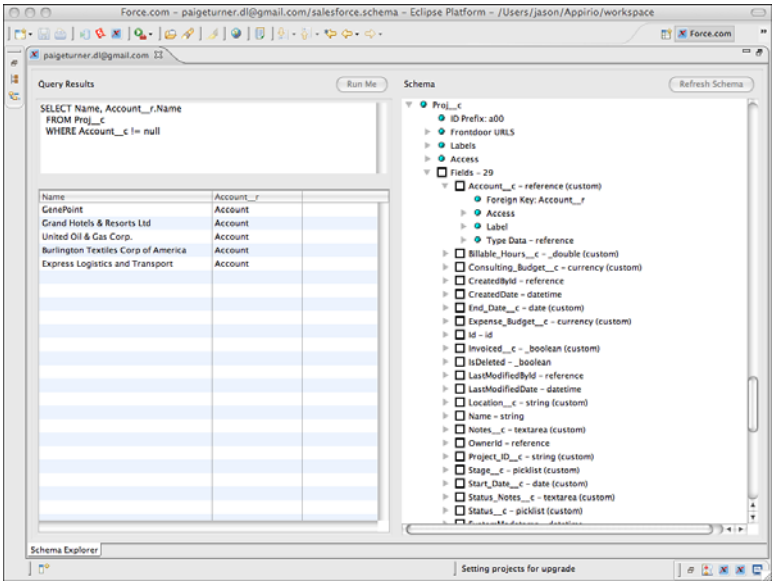 Force.com – paigeturner.dl@gmail.com/salesforce.schema – Eclipse Platform – /Users/jason/Appirio/workspace
Force.com
paigeturner.dl@gmail.com
Query Results
Run Me
SELECT Name, Account__r.Name
FROM Proj__c
WHERE Account__c != null
Name Account__r
GenePoint Account
Grand Hotels & Resorts Ltd Account
United Oil & Gas Corp. Account
Burlington Textiles Corp of America Account
Express Logistics and Transport Account
Schema
Refresh Schema
Proj__c
ID Prefix: a00
Frontdoor URLS
Labels
Access
Fields – 29
Account__c – reference (custom)
Foreign Key: Account__r
Access
Label
Type Data – reference
Billable_Hours__c – _double (custom)
Consulting_Budget__c – currency (custom)
CreatedById – reference
CreatedDate – datetime
End_Date__c – date (custom)
Expense_Budget__c – currency (custom)
Id – id
Invoiced__c – _boolean (custom)
IsDeleted – _boolean
LastModifiedById – reference
LastModifiedDate – datetime
Location__c – string (custom)
Name – string
Notes__c – textarea (custom)
OwnerId – reference
Project_ID__c – string (custom)
Stage__c – picklist (custom)
Start_Date__c – date (custom)
Status_Notes__c – textarea (custom)
Status__c – picklist (custom)
Schema Explorer
Setting projects for upgrade